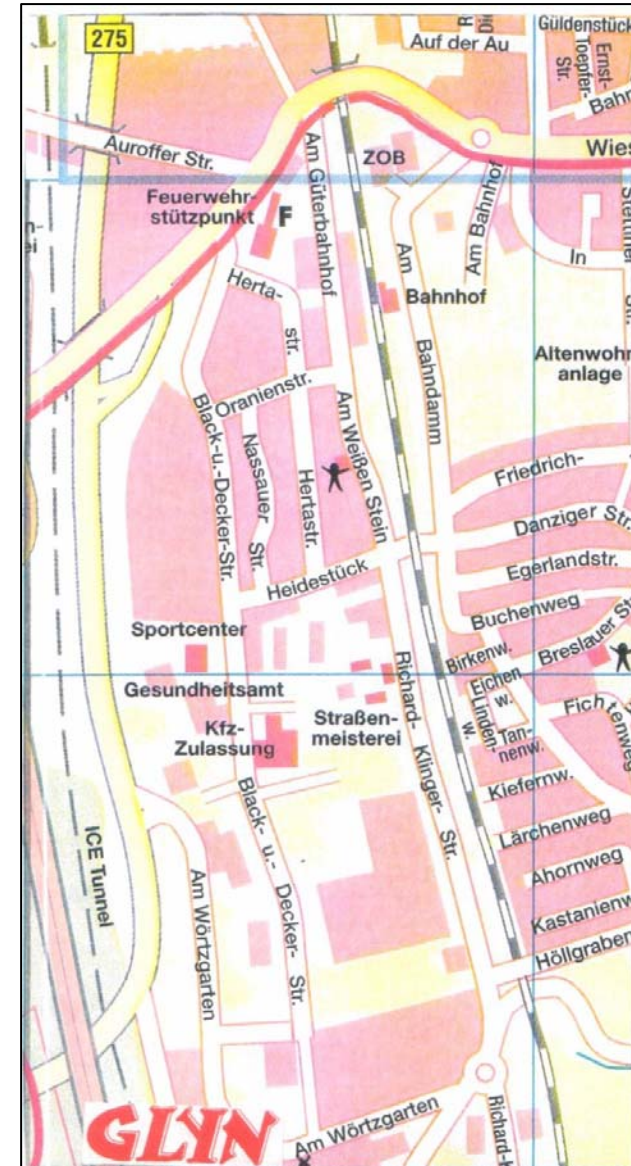 275
Auf der Au
Güldenstück
Ernst-
Toepfer-
Str.
Auroffer Str.
ZOB
Feuerwehr-
stützpunkt
F
Am Güterbahnhof
Am Bahnhof
In
Herta-
str.
Bahnhof
Am
Bahndamm
Altenwohn
anlage
Oranienstr.
Black-u.-Decker-Str.
Nassauer
Str.
Hertastr.
Am Weißen Stein
Friedrich-
Danziger Str.
Egerlandstr.
Heidestück
Buchenweg
Sportcenter
Birkenw.
Breslauer St
Gesundheitsamt
Eichen
w.
Linden-
w.
Tan-
nenw.
Fichtenweg
Kfz-
Zulassung
Straßen-
meisterei
Richard-
Klinger-
Str.
Kiefernw.
Lärchenweg
Ahornweg
Kastanienw
Höllgraben
ICE Tunnel
Black- u.- Decker- Str.
Am Wörtzgarten
GLYN
Am Wörtzgarten
Richard-